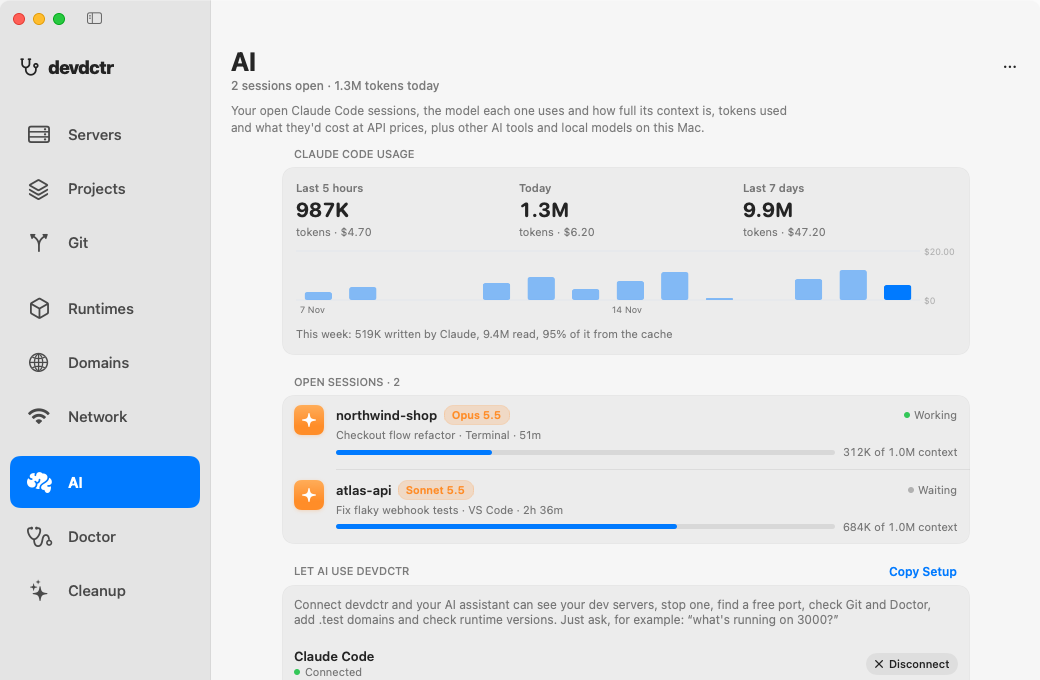 devdctr
Servers
Projects
Git
Runtimes
Domains
Network
AI
Doctor
Cleanup
AI
2 sessions open · 1.3M tokens today
Your open Claude Code sessions, the model each one uses and how full its context is, tokens used
and what they'd cost at API prices, plus other AI tools and local models on this Mac.
CLAUDE CODE USAGE
Last 5 hours
987K
tokens · $4.70
Today
1.3M
tokens · $6.20
Last 7 days
9.9M
tokens · $47.20
$20.00
$0
7 Nov
14 Nov
This week: 519K written by Claude, 9.4M read, 95% of it from the cache
OPEN SESSIONS · 2
northwind-shop Opus 5.5
Working
Checkout flow refactor · Terminal · 51m
312K of 1.0M context
atlas-api Sonnet 5.5
Waiting
Fix flaky webhook tests · VS Code · 2h 36m
684K of 1.0M context
LET AI USE DEVDCTR
Copy Setup
Connect devdctr and your AI assistant can see your dev servers, stop one, find a free port, check Git and Doctor,
add .test domains and check runtime versions. Just ask, for example: “what's running on 3000?”
Claude Code
Connected
Disconnect